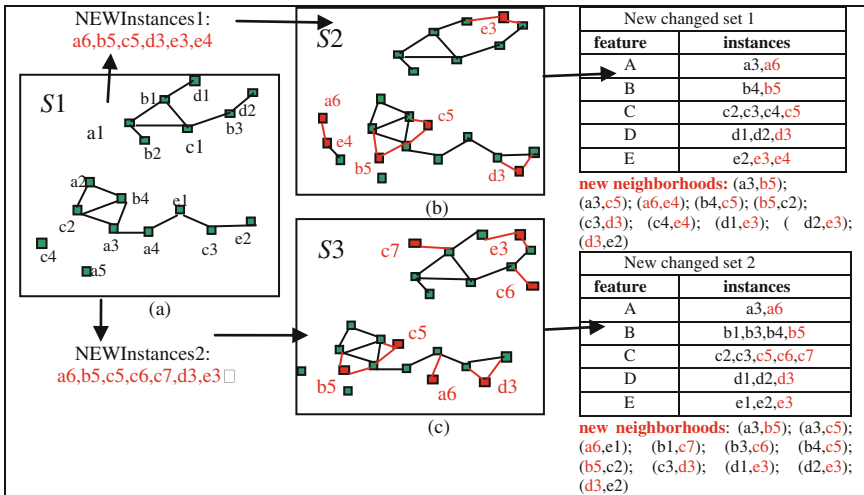 NEWInstances1:
a6,b5,c5,d3,e3,e4
S1
d1
b1
d2
b3
a1
b2
c1
a2
b4
e1
c2
a3
a4
c3
e2
c4
a5
(a)
NEWInstances2:
a6,b5,c5,c6,c7,d3,e3□
S2
e3
a6
c5
e4
b5
d3
(b)
S3
c7
e3
c6
c5
b5
a6
d3
(c)
New changed set 1
feature instances
A a3,a6
B b4,b5
C c2,c3,c4,c5
D d1,d2,d3
E e2,e3,e4
new neighborhoods: (a3,b5);
(a3,c5); (a6,e4); (b4,c5); (b5,c2);
(c3,d3); (c4,e4); (d1,e3); ( d2,e3);
(d3,e2)
New changed set 2
feature instances
A a3,a6
B b1,b3,b4,b5
C c2,c3,c5,c6,c7
D d1,d2,d3
E e1,e2,e3
new neighborhoods: (a3,b5); (a3,c5);
(a6,e1); (b1,c7); (b3,c6); (b4,c5);
(b5,c2); (c3,d3); (d1,e3); (d2,e3);
(d3,e2)